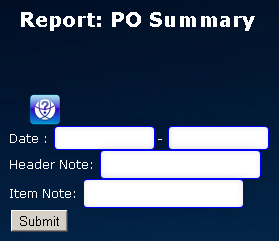 Report: PO Summary
Date : -
Header Note:
Item Note:
Submit